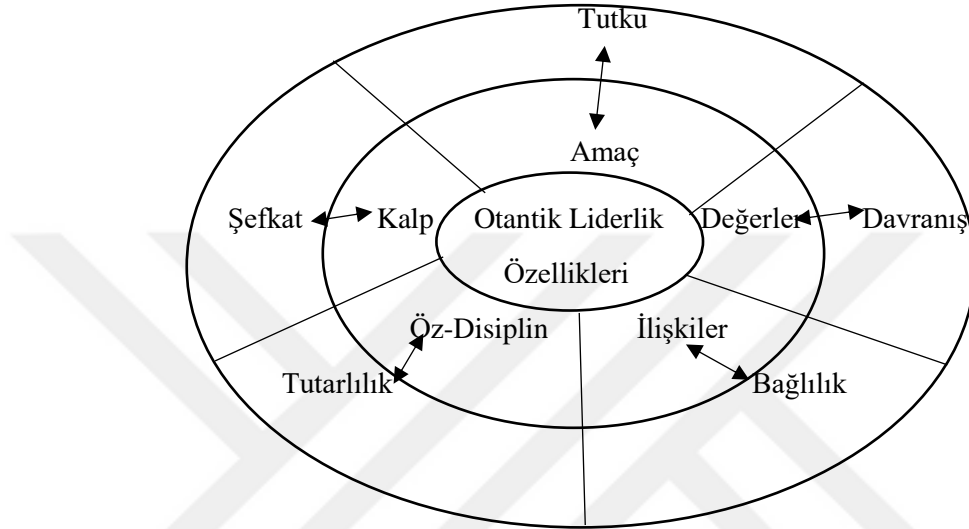 Tutku
Amaç
Şefkat
Kalp
Otantik Liderlik
Özellikleri
Değerler
Davranış
Öz-Disiplin
İlişkiler
Tutarlılık
Bağlılık